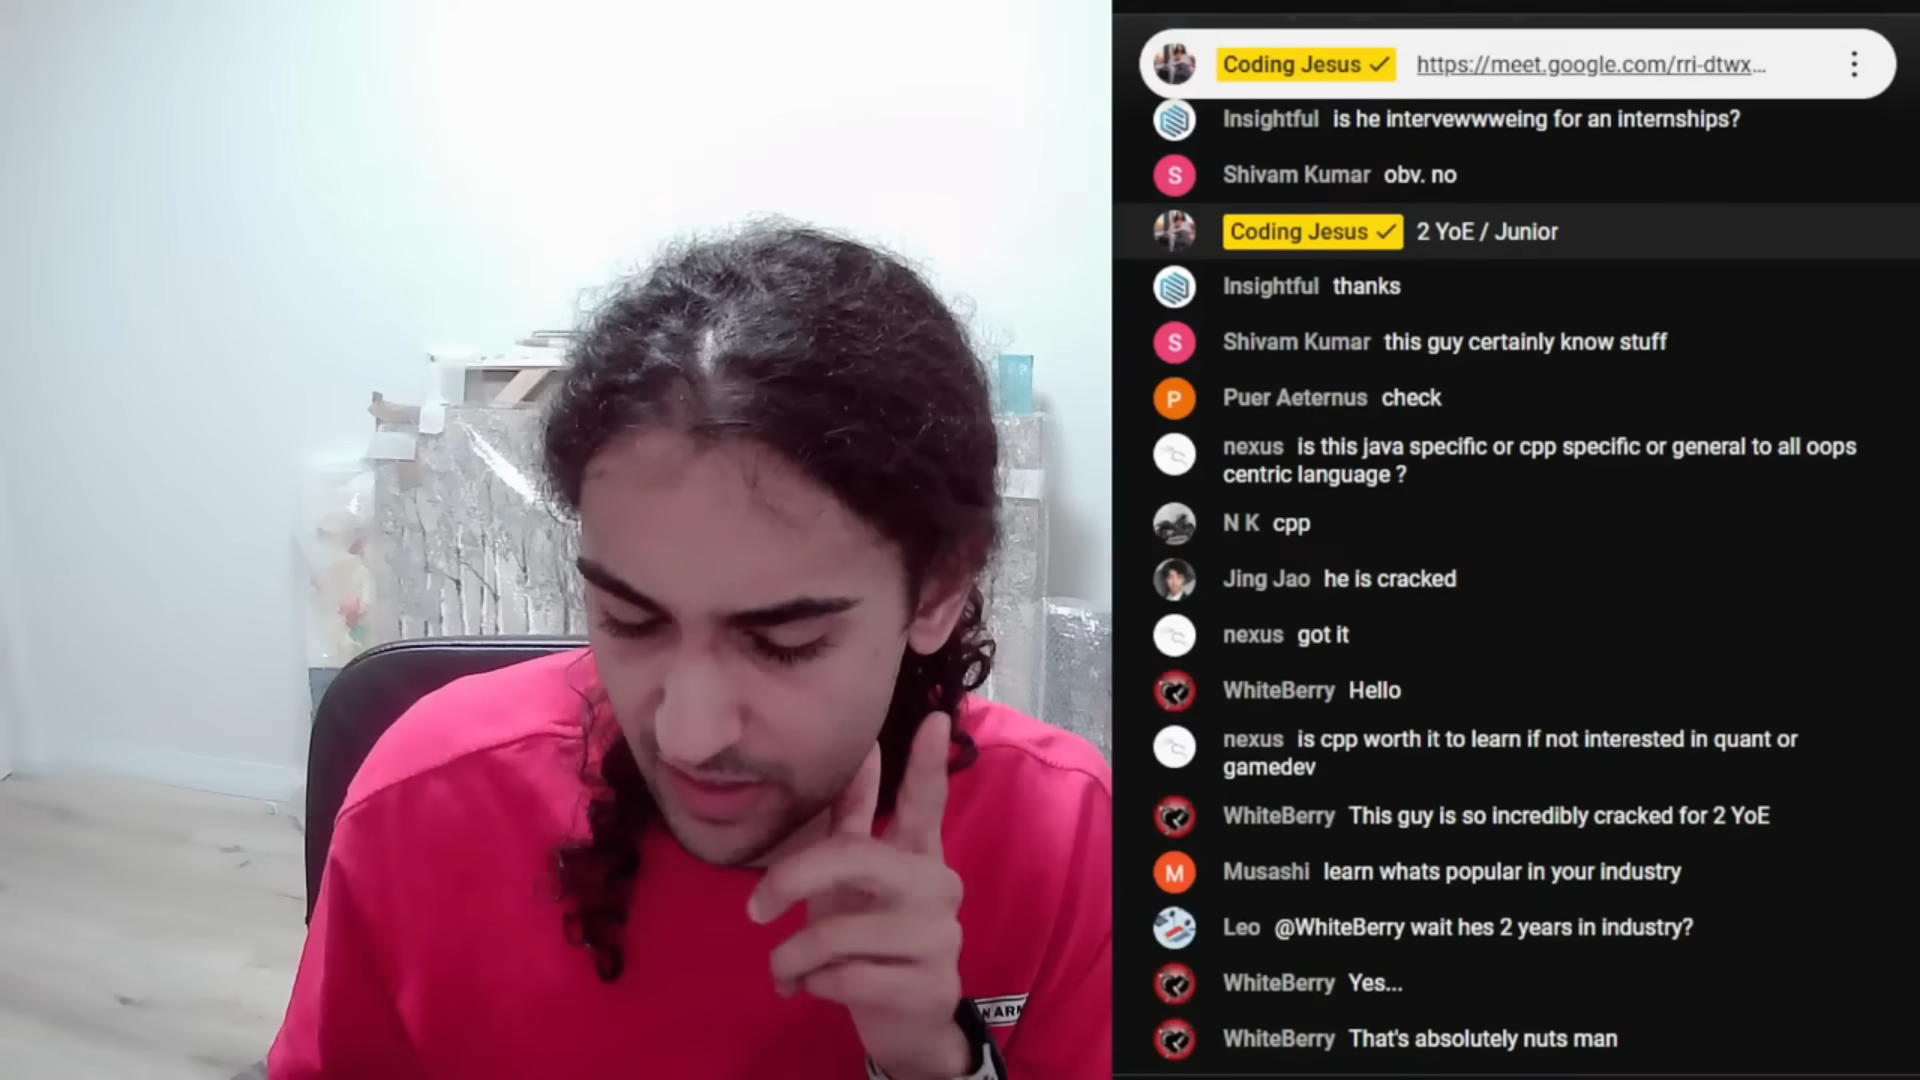 Coding Jesus https://meet.google.com/rri-dtwx...
Insightful is he intervewwweing for an internships?
S Shivam Kumar obv. no
Coding Jesus 2 YoE / Junior
Insightful thanks
S Shivam Kumar this guy certainly know stuff
P Puer Aeternus check
nexus is this java specific or cpp specific or general to all oops
centric language ?
N K cpp
Jing Jao he is cracked
nexus got it
WhiteBerry Hello
nexus is cpp worth it to learn if not interested in quant or
gamedev
WhiteBerry This guy is so incredibly cracked for 2 YoE
M Musashi learn whats popular in your industry
Leo @WhiteBerry wait hes 2 years in industry?
WhiteBerry Yes...
WhiteBerry That's absolutely nuts man